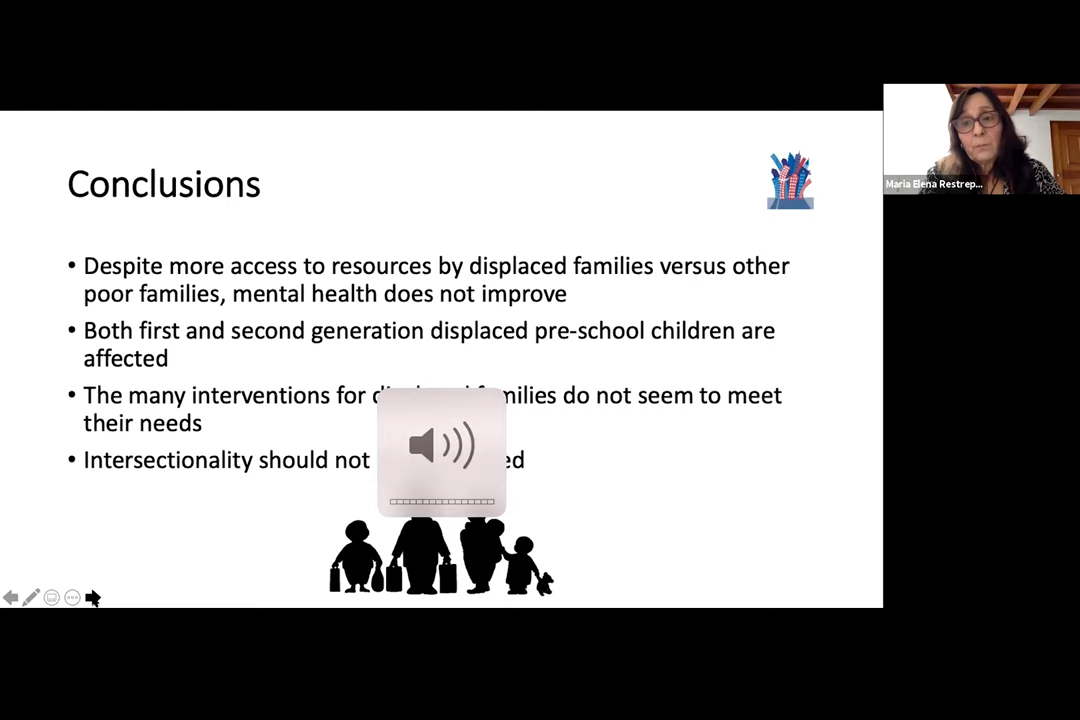 Conclusions
Maria Elena Restrep...
• Despite more access to resources by displaced families versus other
poor families, mental health does not improve
• Both first and second generation displaced pre-school children are
affected
• The many interventions for families do not seem to meet
their needs
• Intersectionality should not